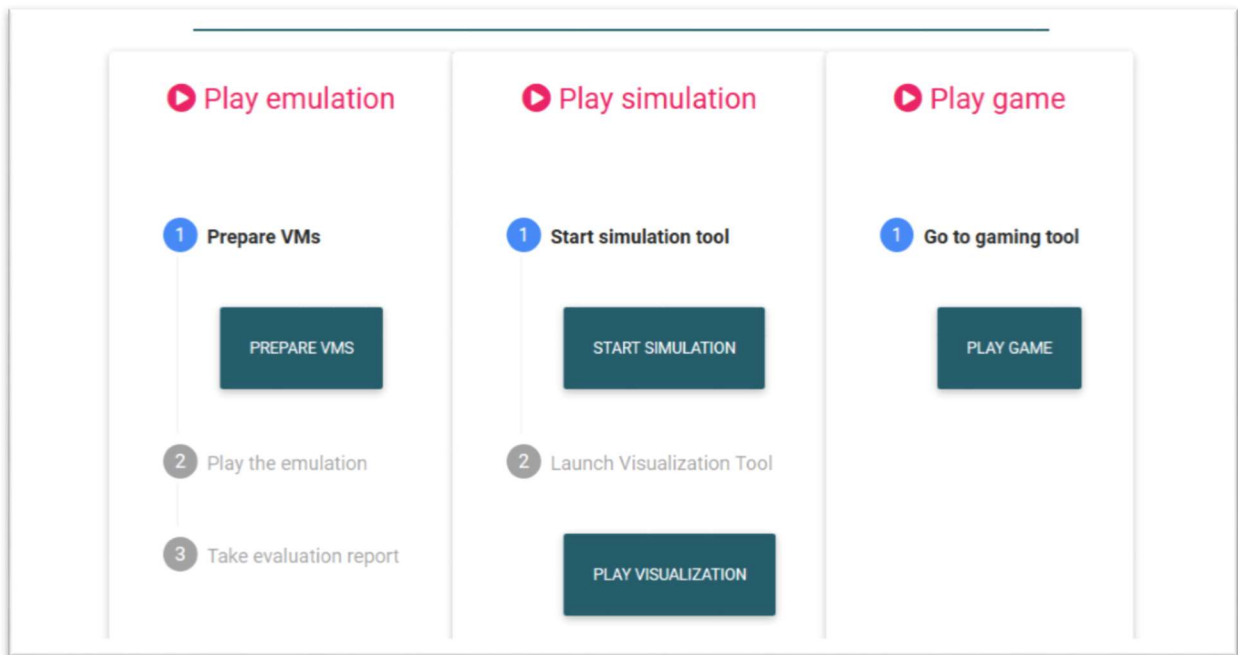 Play emulation
1 Prepare VMs
PREPARE VMS
2 Play the emulation
3 Take evaluation report
Play simulation
1 Start simulation tool
START SIMULATION
2 Launch Visualization Tool
PLAY VISUALIZATION
Play game
1 Go to gaming tool
PLAY GAME